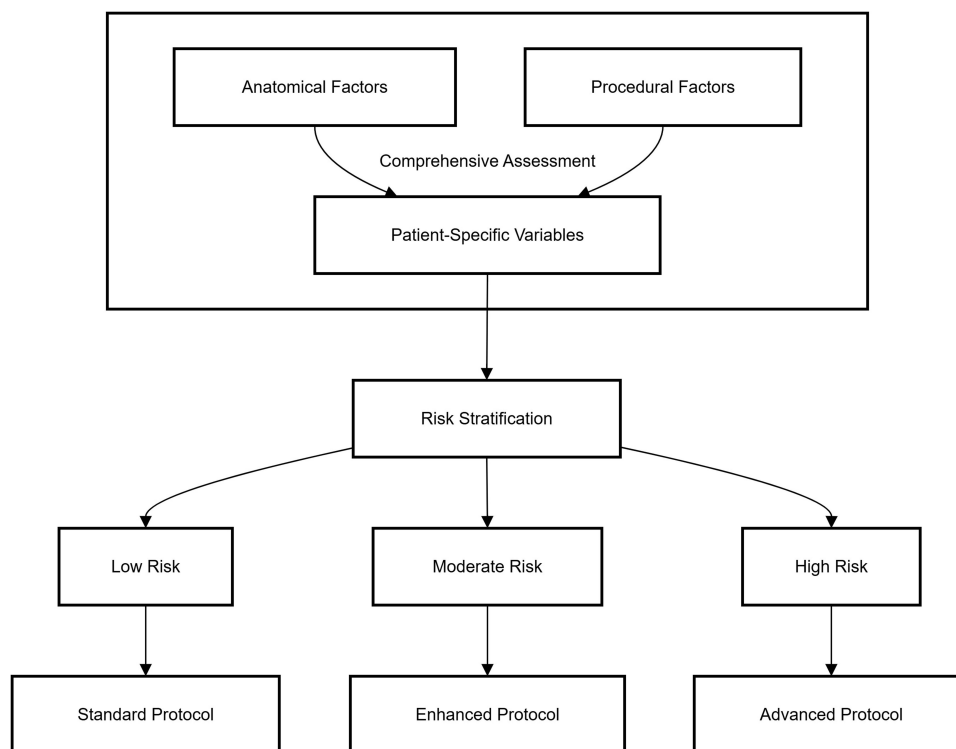 Anatomical Factors
Procedural Factors
Comprehensive Assessment
Patient-Specific Variables
Risk Stratification
Low Risk
Moderate Risk
High Risk
Standard Protocol
Enhanced Protocol
Advanced Protocol